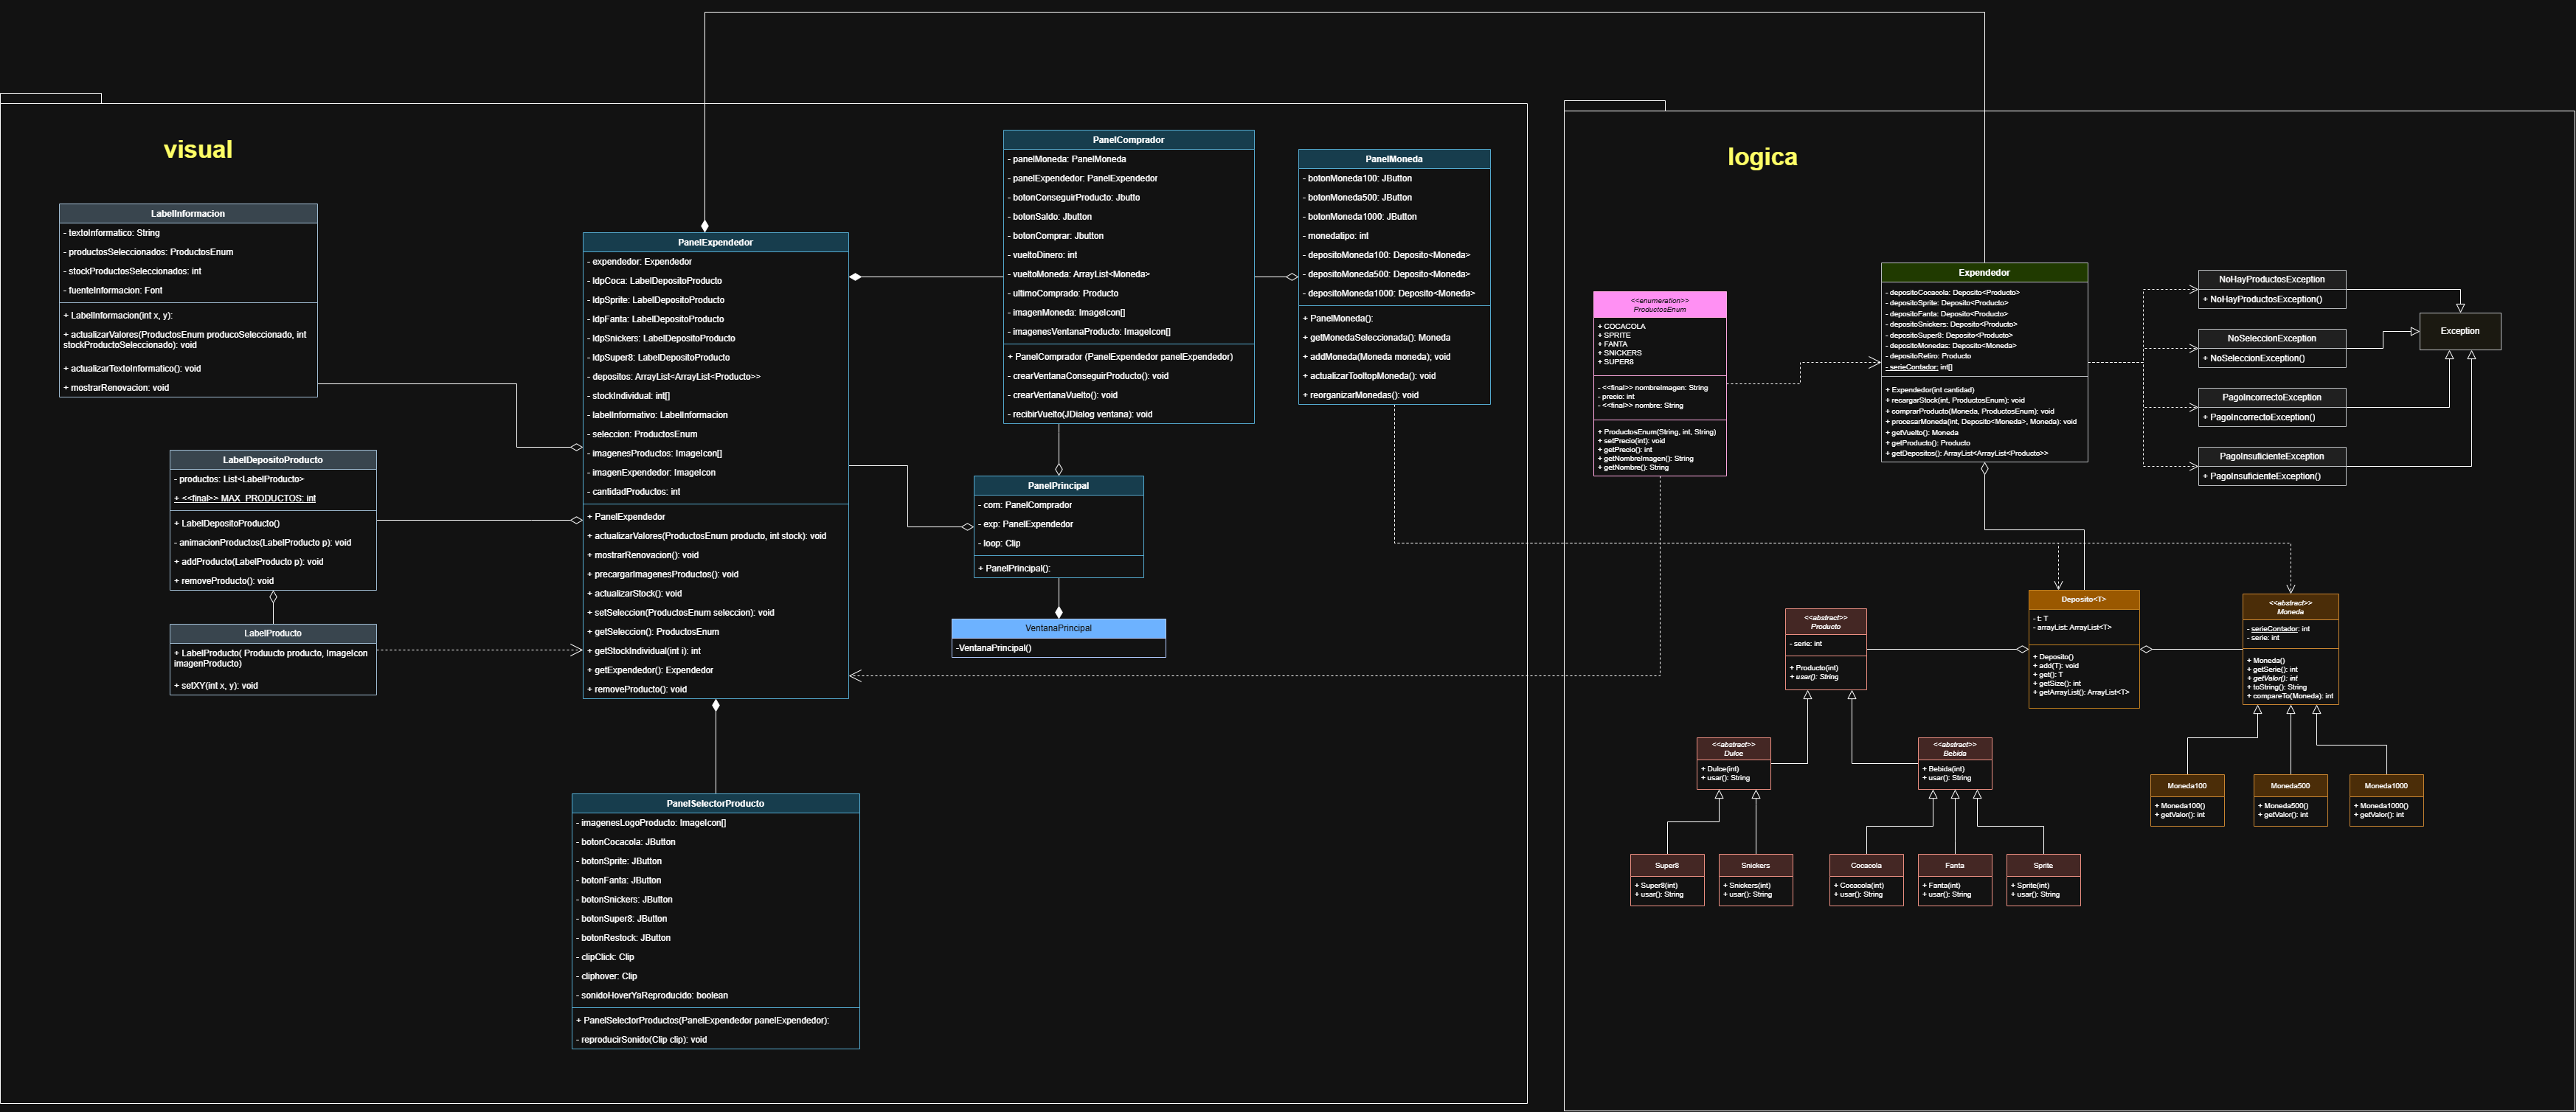 visual
LabelInformacion
- textoInformatico: String
- productosSeleccionados: ProductosEnum
- stockProductosSeleccionados: int
- fuenteInformacion: Font
+ LabelInformacion(int x, y):
+ actualizarValores(ProductosEnum producoSeleccionado, int
stockProductoSeleccionado): void
+ actualizarTextoInformatico(): void
+ mostrarRenovacion: void
LabelDepositoProducto
- productos: List<LabelProducto>
+ <<final>> MAX_PRODUCTOS: int
+ LabelDepositoProducto()
- animacionProductos(LabelProducto p): void
+ addProducto(LabelProducto p): void
+ removeProducto(): void
LabelProducto
+ LabelProducto( Produucto producto, ImageIcon
imagenProducto)
+ setXY(int x, y): void
PanelExpendedor
- expendedor: Expendedor
- ldpCoca: LabelDepositoProducto
- ldpSprite: LabelDepositoProducto
- ldpFanta: LabelDepositoProducto
- ldpSnickers: LabelDepositoProducto
- ldpSuper8: LabelDepositoProducto
- depositos: ArrayList<ArrayList<Producto>>
- stockIndividual: int[]
- labelInformativo: LabelInformacion
- seleccion: ProductosEnum
- imagenesProductos: ImageIcon[]
- imagenExpendedor: ImageIcon
- cantidadProductos: int
+ PanelExpendedor
+ actualizarValores(ProductosEnum producto, int stock): void
+ mostrarRenovacion(): void
+ precargarImagenesProductos(): void
+ actualizarStock(): void
+ setSeleccion(ProductosEnum seleccion): void
+ getSeleccion(): ProductosEnum
+ getStockIndividual(int i): int
+ getExpendedor(): Expendedor
+ removeProducto(): void
PanelSelectorProducto
- imagenesLogoProducto: ImageIcon[]
- botonCocacola: JButton
- botonSprite: JButton
- botonFanta: JButton
- botonSnickers: JButton
- botonSuper8: JButton
- botonRestock: JButton
- clipClick: Clip
- cliphover: Clip
- sonidoHoverYaReproducido: boolean
+ PanelSelectorProductos(PanelExpendedor panelExpendedor):
- reproducirSonido(Clip clip): void
PanelComprador
- panelMoneda: PanelMoneda
- panelExpendedor: PanelExpendedor
- botonConseguirProducto: Jbutto
- botonSaldo: Jbutton
- botonComprar: Jbutton
- vueltoDinero: int
- vueltoMoneda: ArrayList<Moneda>
- ultimoComprado: Producto
- imagenMoneda: ImageIcon[]
- imagenesVentanaProducto: ImageIcon[]
+ PanelComprador (PanelExpendedor panelExpendedor)
- crearVentanaConseguirProducto(): void
- crearVentanaVuelto(): void
- recibirVuelto(JDialog ventana): void
PanelMoneda
- botonMoneda100: JButton
- botonMoneda500: JButton
- botonMoneda1000: JButton
- monedatipo: int
- depositoMoneda100: Deposito<Moneda>
- depositoMoneda500: Deposito<Moneda>
- depositoMoneda1000: Deposito<Moneda>
+ PanelMoneda():
+ getMonedaSeleccionada(): Moneda
+ addMoneda(Moneda moneda); void
+ actualizarTooltopMoneda(): void
+ reorganizarMonedas(): void
PanelPrincipal
- com: PanelComprador
- exp: PanelExpendedor
- loop: Clip
+ PanelPrincipal():
VentanaPrincipal
-VentanaPrincipal()
logica
<<enumeration>>
ProductosEnum
+ COCACOLA
+ SPRITE
+ FANTA
+ SNICKERS
+ SUPER8
- <<final>> nombreImagen: String
- precio: int
- <<final>> nombre: String
+ ProductosEnum(String, int, String)
+ setPrecio(int): void
+ getPrecio(): int
+ getNombreImagen(): String
+ getNombre(): String
Expendedor
- depositoCocacola: Deposito<Producto>
- depositoSprite: Deposito<Producto>
- depositoFanta: Deposito<Producto>
- depositoSnickers: Deposito<Producto>
- depositoSuper8: Deposito<Producto>
- depositoMonedas: Deposito<Moneda>
- depositoRetiro: Producto
- serieContador: int[]
+ Expendedor(int cantidad)
+ recargarStock(int, ProductosEnum): void
+ comprarProducto(Moneda, ProductosEnum): void
+ procesarMoneda(int, Deposito<Moneda>, Moneda): void
+ getVuelto(): Moneda
+ getProducto(): Producto
+ getDepositos(): ArrayList<ArrayList<Producto>>
NoHayProductosException
+ NoHayProductosException()
NoSeleccionException
+ NoSeleccionException()
PagoIncorrectoException
+ PagoIncorrectoException()
PagoInsuficienteException
+ PagoInsuficienteException()
Exception
Deposito<T>
- t: T
- arrayList: ArrayList<T>
+ Deposito()
+ add(T): void
+ get(): T
+ getSize(): int
+ getArrayList(): ArrayList<T>
<<abstract>>
Moneda
- serieContador: int
- serie: int
+ Moneda()
+ getSerie(): int
+ getValor(): int
+ toString(): String
+ compareTo(Moneda): int
<<abstract>>
Producto
- serie: int
+ Producto(int)
+ usar(): String
<<abstract>>
Dulce
+ Dulce(int)
+ usar(): String
<<abstract>>
Bebida
+ Bebida(int)
+ usar(): String
Moneda100
+ Moneda100()
+ getValor(): int
Moneda500
+ Moneda500()
+ getValor(): int
Moneda1000
+ Moneda1000()
+ getValor(): int
Super8
+ Super8(int)
+ usar(): String
Snickers
+ Snickers(int)
+ usar(): String
Cocacola
+ Cocacola(int)
+ usar(): String
Fanta
+ Fanta(int)
+ usar(): String
Sprite
+ Sprite(int)
+ usar(): String